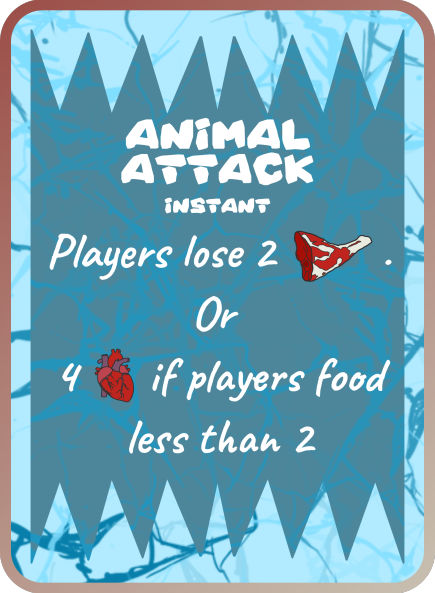 ANIMAL
ATTACK
INSTANT
Players lose 2 .
Or
4 if players food
less than 2